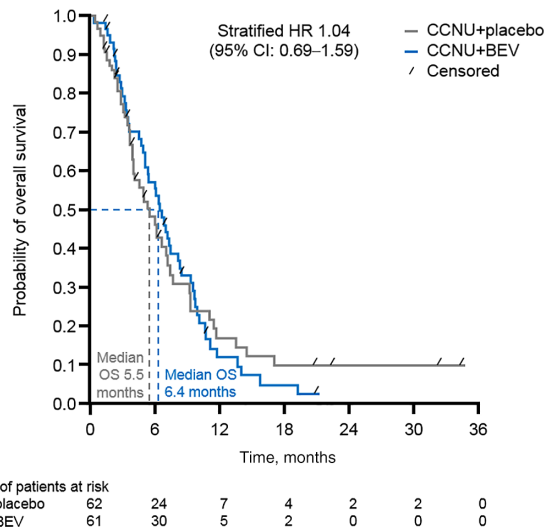 Stratified HR 1.04
(95% CI: 0.69–1.59)
CCNU+placebo
CCNU+BEV
Censored
Probability of overall survival
1.0
0.9
0.8
0.7
0.6
0.5
0.4
0.3
0.2
0.1
0.0
Median
OS 5.5
months
Median OS
6.4 months
0 6 12 18 24 30 36
Time, months
of patients at risk
placebo 62 24 7 4 2 2 0
BEV 61 30 5 2 0 0 0